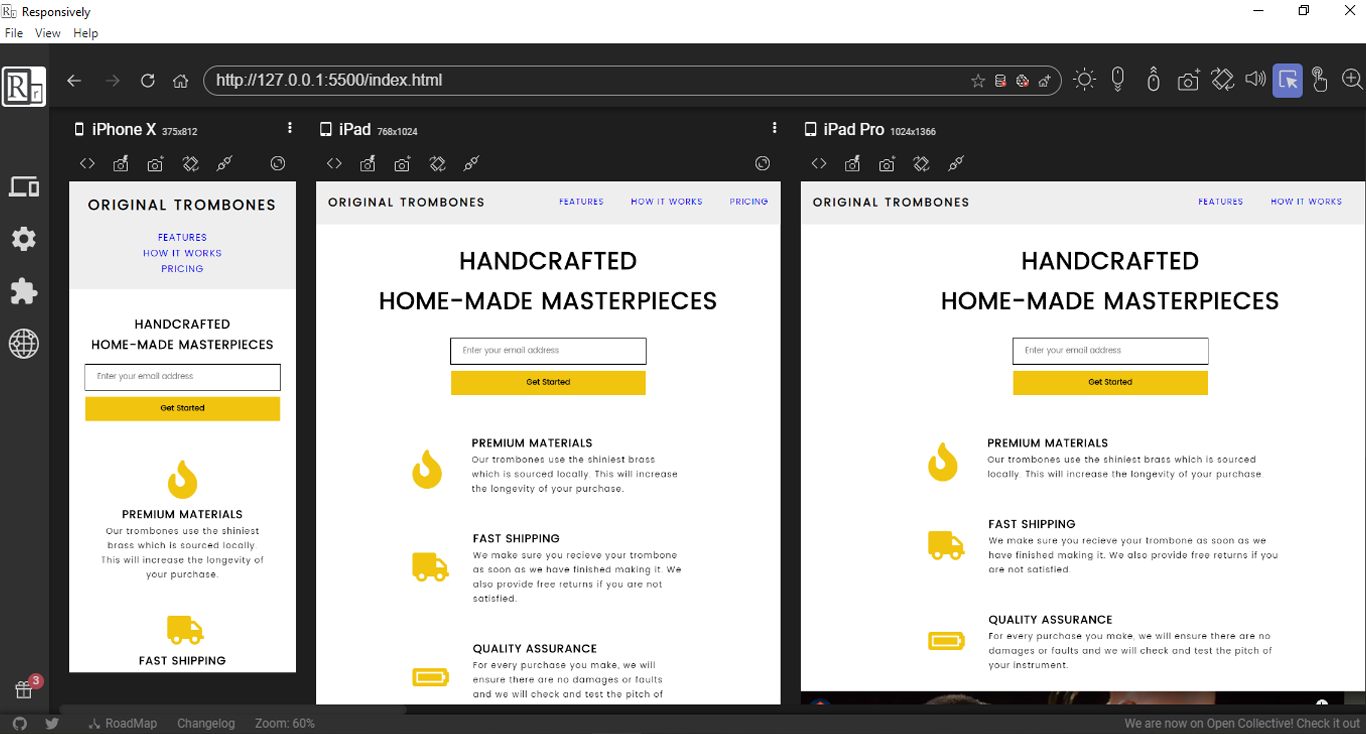 Responsively
File View Help
http://127.0.0.1:5500/index.html
iPhone X 375x812
ORIGINAL TROMBONES
FEATURES
HOW IT WORKS
PRICING
HANDCRAFTED
HOME-MADE MASTERPIECES
Enter your email address
Get Started
PREMIUM MATERIALS
Our trombones use the shiniest
brass which is sourced locally.
This will increase the longevity of
your purchase.
FAST SHIPPING
iPad 768x1024
ORIGINAL TROMBONES
FEATURES HOW IT WORKS PRICING
HANDCRAFTED
HOME-MADE MASTERPIECES
Enter your email address
Get Started
PREMIUM MATERIALS
Our trombones use the shiniest brass
which is sourced locally. This will increase
the longevity of your purchase.
FAST SHIPPING
We make sure you recieve your trombone
as soon as we have finished making it. We
also provide free returns if you are not
satisfied.
QUALITY ASSURANCE
For every purchase you make, we will
ensure there are no damages or faults
and we will check and test the pitch of
iPad Pro 1024x1366
ORIGINAL TROMBONES
FEATURES HOW IT WORKS
HANDCRAFTED
HOME-MADE MASTERPIECES
Enter your email address
Get Started
PREMIUM MATERIALS
Our trombones use the shiniest brass which is sourced
locally. This will increase the longevity of your purchase.
FAST SHIPPING
We make sure you recieve your trombone as soon as we
have finished making it. We also provide free returns if you
are not satisfied.
QUALITY ASSURANCE
For every purchase you make, we will ensure there are no
damages or faults and we will check and test the pitch of
your instrument.
3
RoadMap Changelog Zoom: 60%
We are now on Open Collective! Check it out